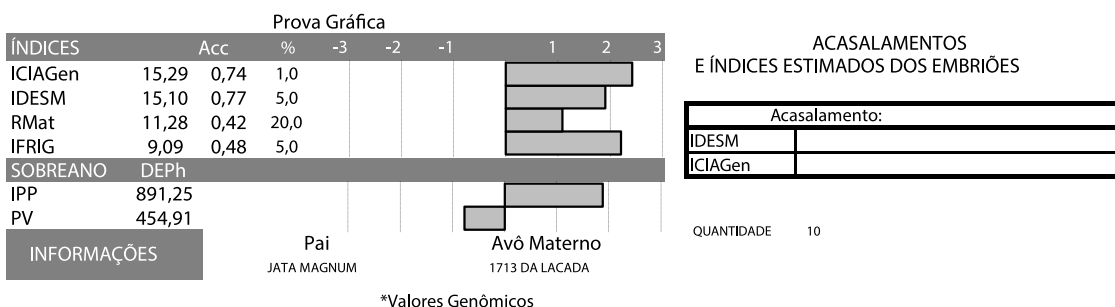 Prova Gráfica
ÍNDICES Acc % -3 -2 -1 1 2 3
ICIAGen 15,29 0,74 1,0
IDESM 15,10 0,77 5,0
RMat 11,28 0,42 20,0
IFRIG 9,09 0,48 5,0
SOBREANO DEPh
IPP 891,25
PV 454,91
INFORMAÇÕES
Pai Avô Materno
JATA MAGNUM 1713 DA LACADA
*Valores Genômicos
ACASALAMENTOS
E ÍNDICES ESTIMADOS DOS EMBRIÕES
Acasalamento:
IDESM
ICIAGen
QUANTIDADE 10